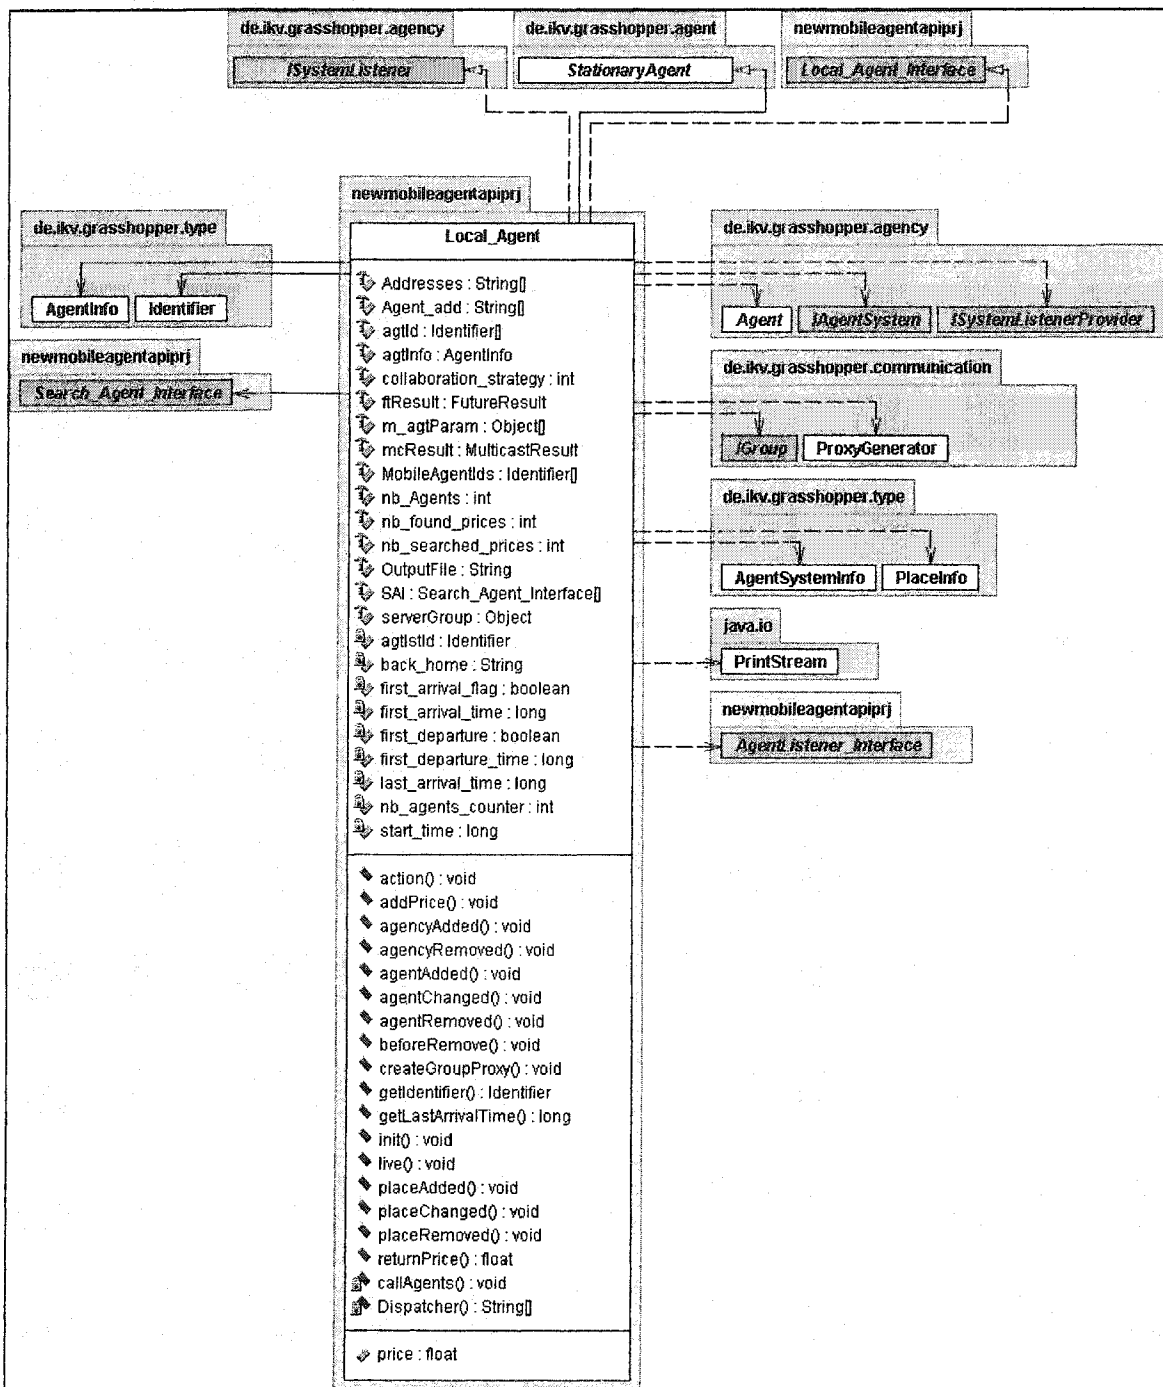 de.ikv.grasshopper.agency
ISystemListener
de.ikv.grasshopper.agent
StationaryAgent
newmobileagentapiprj
Local_Agent_Interface
newmobileagentapiprj
Local_Agent
Addresses : String[]
Agent_add : String[]
agtId : Identifier[]
agtInfo : AgentInfo
collaboration_strategy : int
ftResult : FutureResult
m_agtParam : Object[]
mcResult : MulticastResult
MobileAgentIds : Identifier[]
nb_Agents : int
nb_found_prices : int
nb_searched_prices : int
OutputFile : String
SAI : Search_Agent_Interface[]
serverGroup : Object
agtlstId : Identifier
back_home : String
first_arrival_flag : boolean
first_arrival_time : long
first_departure : boolean
first_departure_time : long
last_arrival_time : long
nb_agents_counter : int
start_time : long
action() : void
addPrice() : void
agencyAdded() : void
agencyRemoved() : void
agentAdded() : void
agentChanged() : void
agentRemoved() : void
beforeRemove() : void
createGroupProxy() : void
getIdentifier() : Identifier
getLastArrivalTime() : long
init() : void
live() : void
placeAdded() : void
placeChanged() : void
placeRemoved() : void
returnPrice() : float
callAgents() : void
Dispatcher() : String[]
price : float
de.ikv.grasshopper.type
AgentInfo
Identifier
newmobileagentapiprj
Search_Agent_Interface
de.ikv.grasshopper.agency
Agent
IAgentSystem
ISystemListenerProvider
de.ikv.grasshopper.communication
IGroup
ProxyGenerator
de.ikv.grasshopper.type
AgentSystemInfo
PlaceInfo
java.io
PrintStream
newmobileagentapiprj
AgentListener_Interface